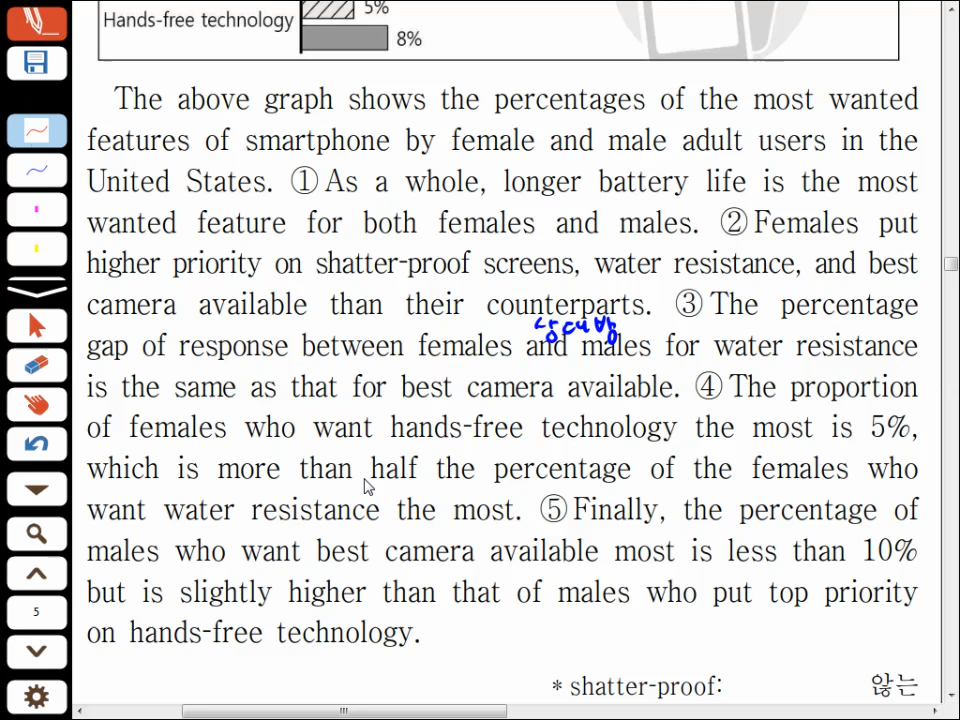 5%
Hands-free technology
8%
The above graph shows the percentages of the most wanted
features of smartphone by female and male adult users in the
United States. ① As a whole, longer battery life is the most
wanted feature for both females and males. ② Females put
higher priority on shatter-proof screens, water resistance, and best
camera available than their counterparts. ③ The percentage
상대방
gap of response between females and males for water resistance
is the same as that for best camera available. ④ The proportion
of females who want hands-free technology the most is 5%,
which is more than half the percentage of the females who
want water resistance the most. ⑤ Finally, the percentage of
males who want best camera available most is less than 10%
but is slightly higher than that of males who put top priority
on hands-free technology.
5
* shatter-proof: 않는